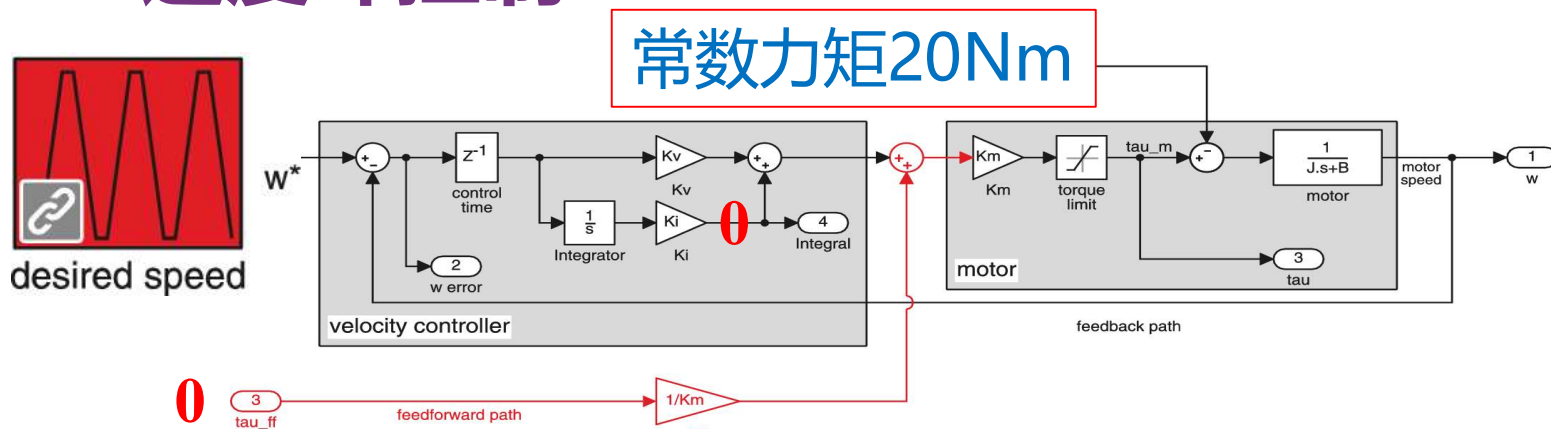 常数力矩20Nm
w*
desired speed
+
-
z-1
control
time
Kv
Kv
1
s
Integrator
Ki
Ki
0
+
+
4
Integral
2
w error
velocity controller
+
+
Km
Km
torque
limit
tau_m
+
-
1
J.s+B
motor
motor
speed
1
w
3
tau
motor
feedback path
0
3
tau_ff
feedforward path
1/Km